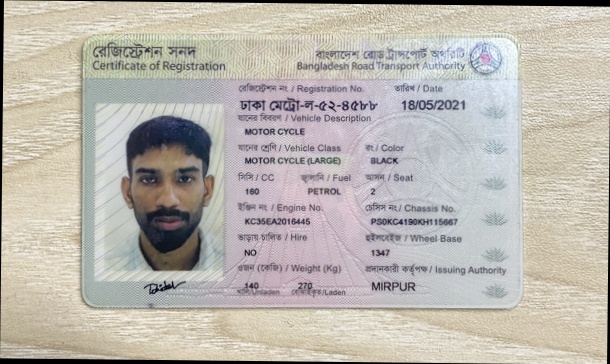 রেজিস্ট্রেশন সনদ
Certificate of Registration
বাংলাদেশ রোড ট্রান্সপোর্ট অথরিটি
Bangladesh Road Transport Authority
রেজিস্ট্রেশন নং / Registration No. তারিখ / Date
ঢাকা মেট্রো-ল-৫২-৪৫৮৮ 18/05/2021
যানের বিবরণ / Vehicle Description
MOTOR CYCLE
যানের শ্রেণি / Vehicle Class রং / Color
MOTOR CYCLE (LARGE) BLACK
সিসি / CC জ্বালানি / Fuel আসন / Seat
160 PETROL 2
ইঞ্জিন নং / Engine No. চেসিস নং / Chassis No.
KC35EA2016445 PS0KC4190KH115667
ভাড়ায় চালিত / Hire হুইলবেইজ / Wheel Base
NO 1347
ওজন (কেজি) / Weight (Kg) প্রদানকারী কর্তৃপক্ষ / Issuing Authority
140 270 MIRPUR
খালি/Unladen বোঝাইকৃত/Laden